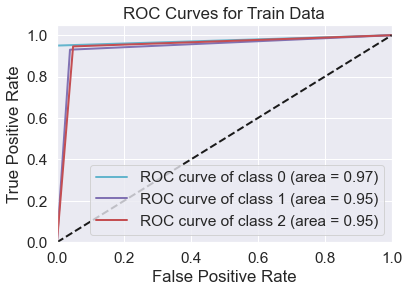 ROC Curves for Train Data
True Positive Rate
1.0
0.8
0.6
0.4
0.2
0.0
ROC curve of class 0 (area = 0.97)
ROC curve of class 1 (area = 0.95)
ROC curve of class 2 (area = 0.95)
0.0 0.2 0.4 0.6 0.8 1.0
False Positive Rate